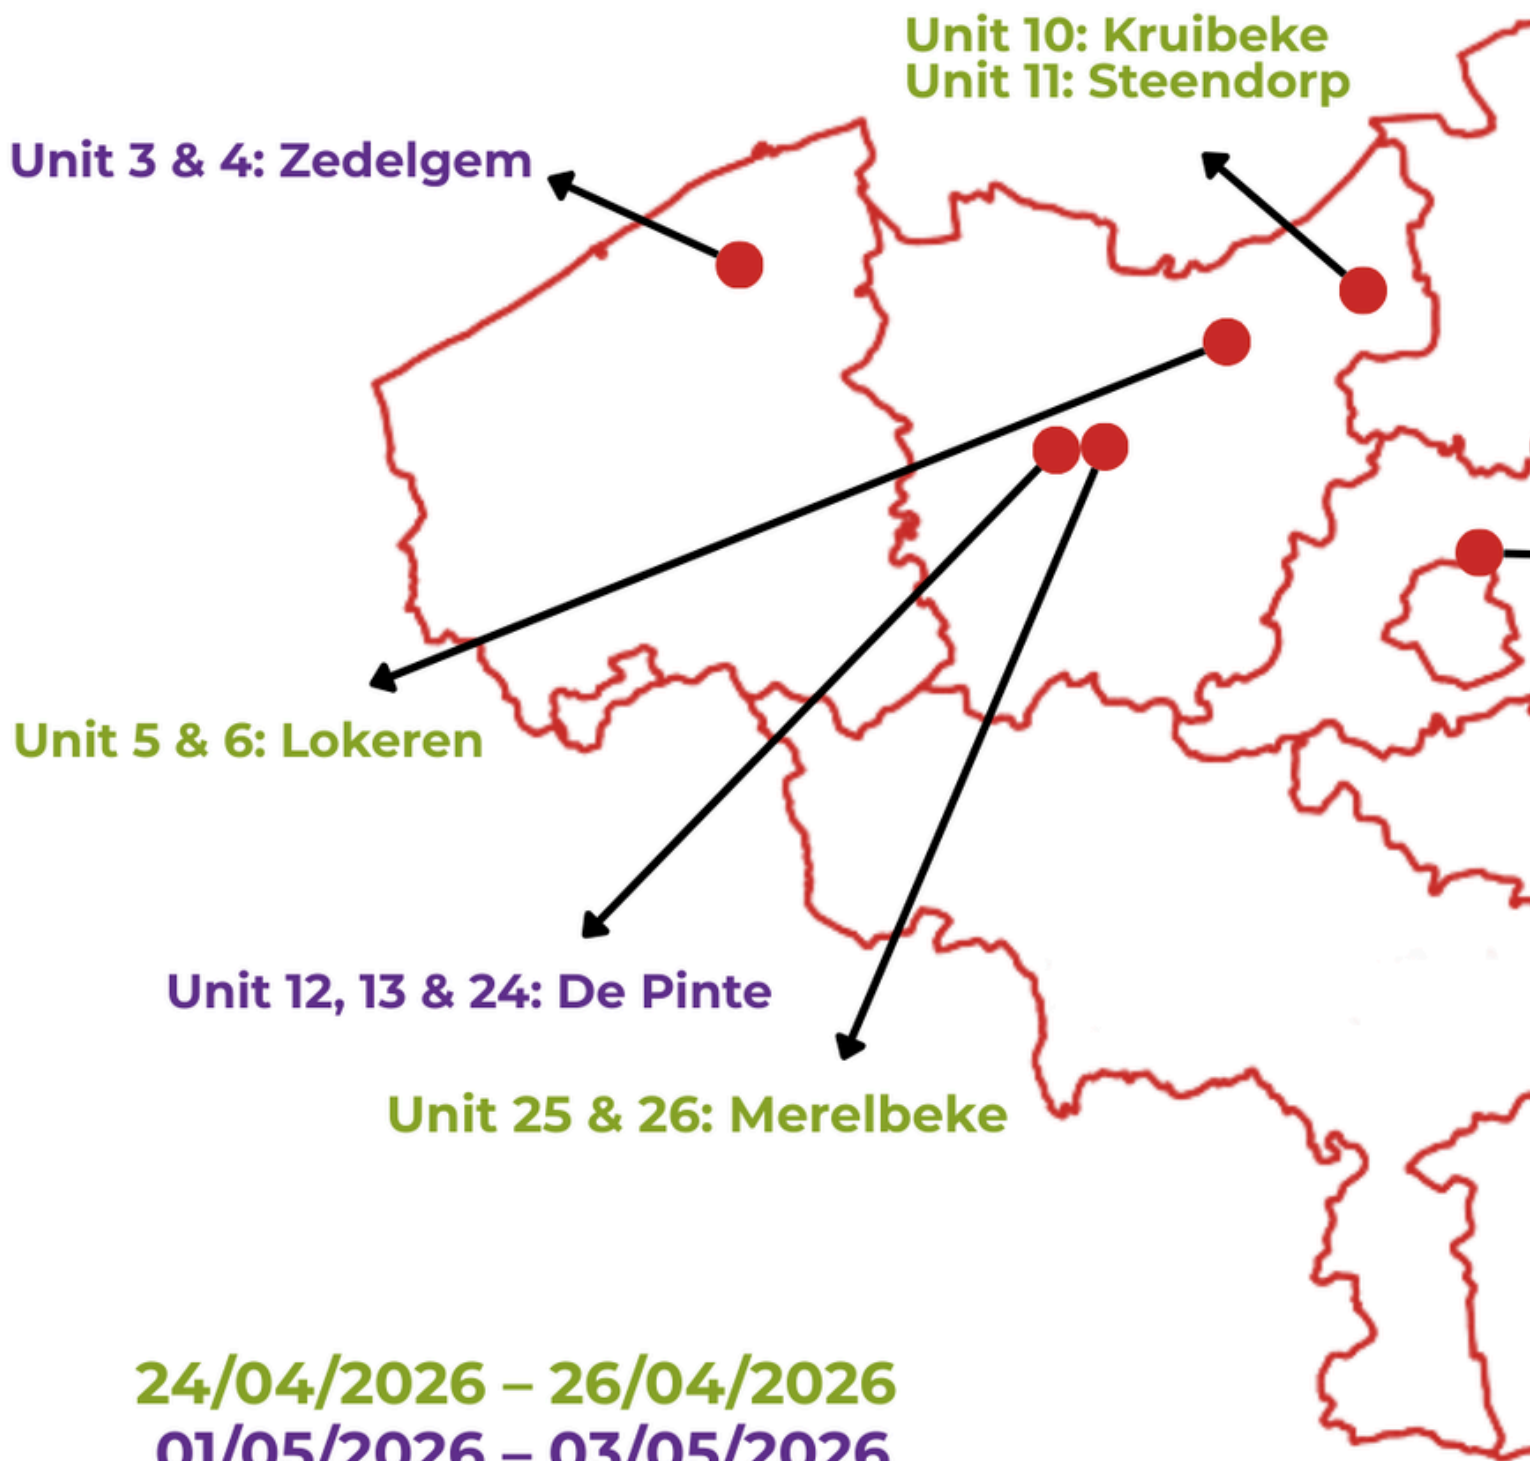 Unit 10: Kruibeke
Unit 11: Steendorp
Unit 3 & 4: Zedelgem
Unit 5 & 6: Lokeren
Unit 12, 13 & 24: De Pinte
Unit 25 & 26: Merelbeke
24/04/2026 – 26/04/2026
01/05/2026 – 03/05/2026